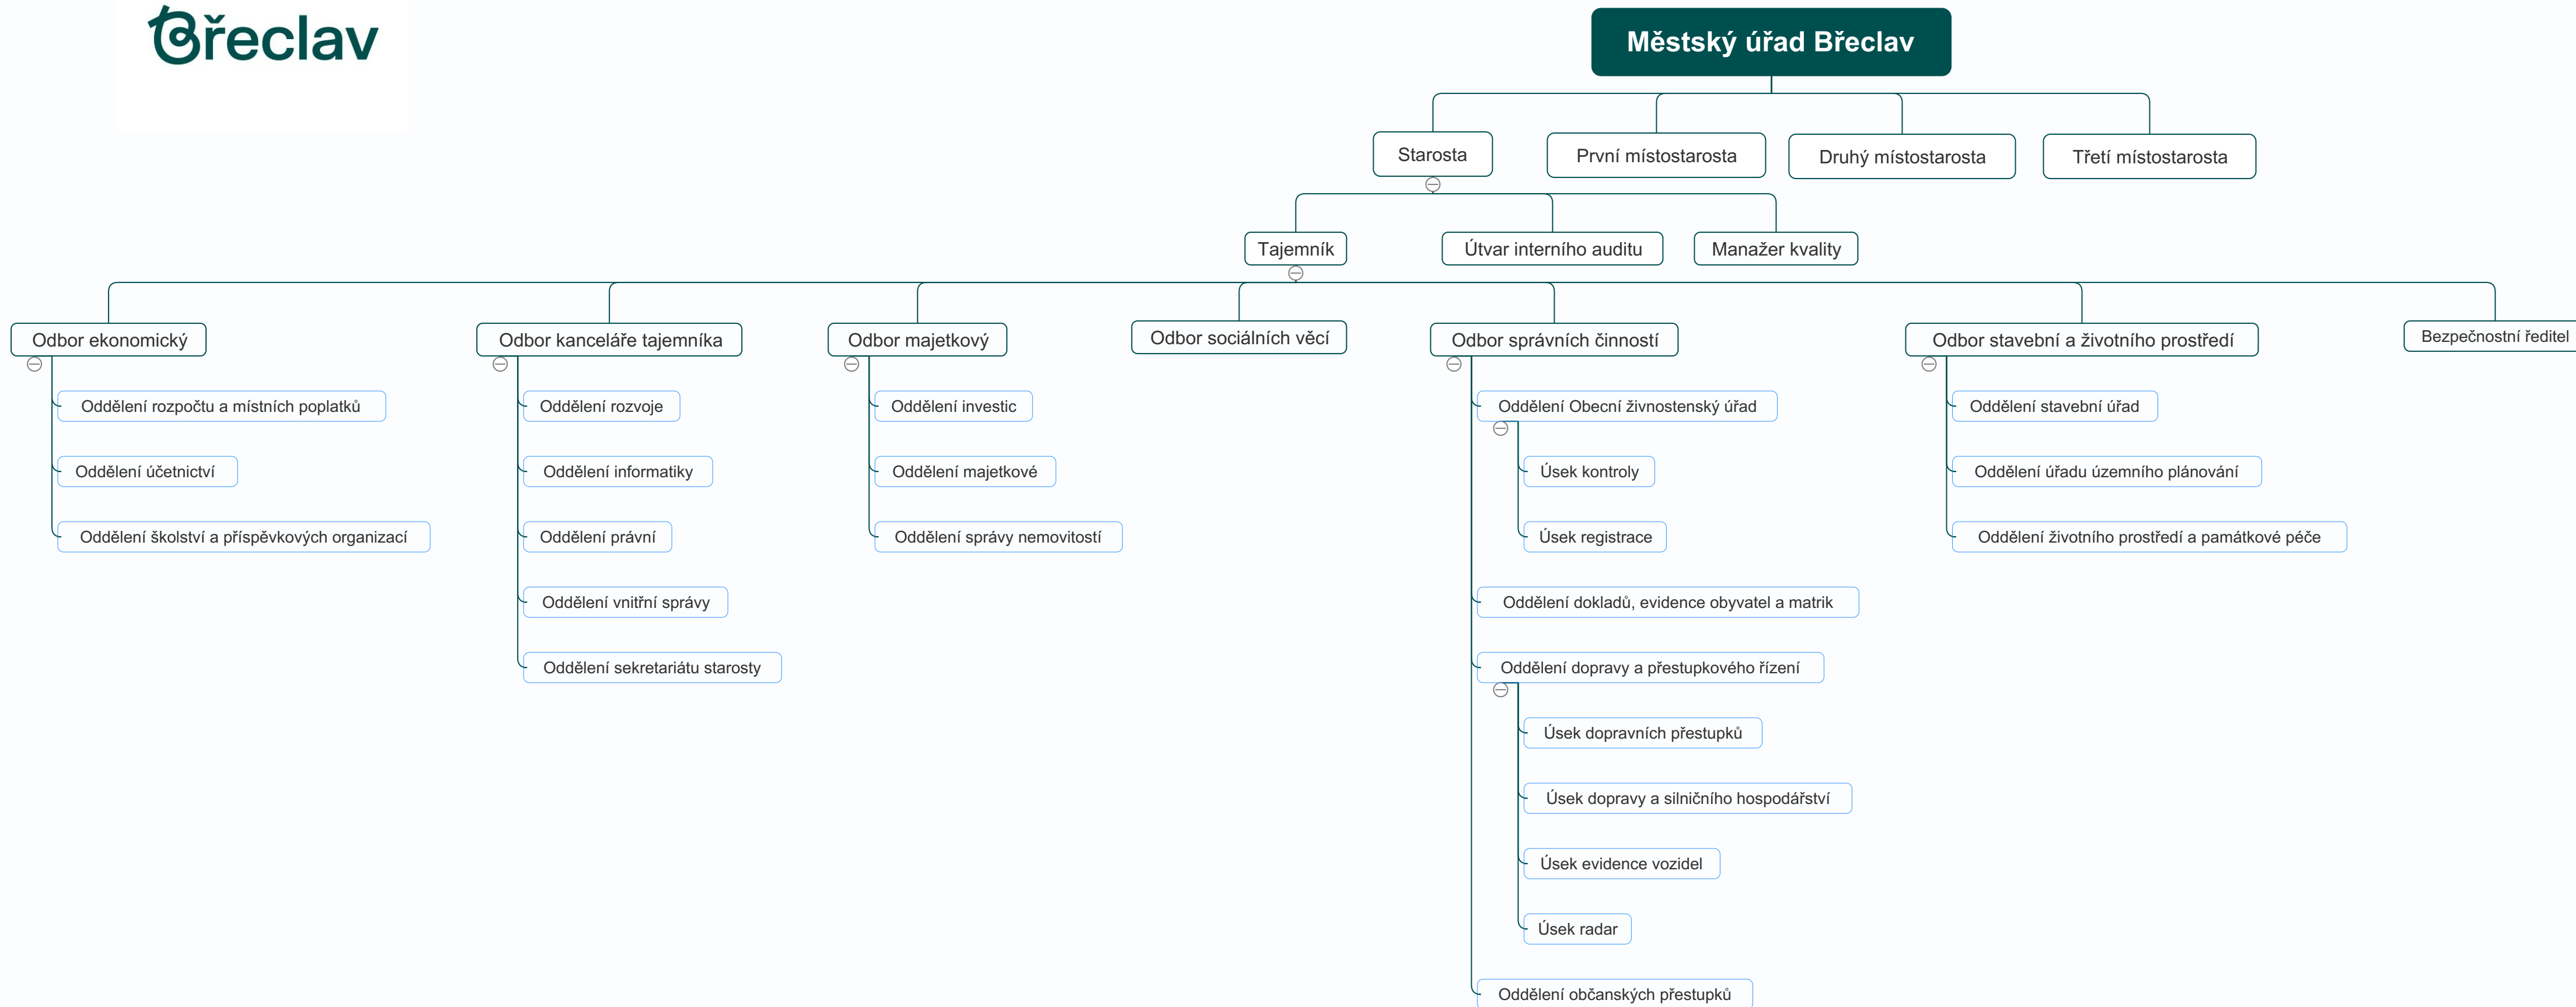 Břeclav
Městský úřad Břeclav
Starosta
První místostarosta
Druhý místostarosta
Třetí místostarosta
Tajemník
Útvar interního auditu
Manažer kvality
Odbor ekonomický
Odbor kanceláře tajemníka
Odbor majetkový
Odbor sociálních věcí
Odbor správních činností
Odbor stavební a životního prostředí
Bezpečnostní ředitel
Oddělení rozpočtu a místních poplatků
Oddělení účetnictví
Oddělení školství a příspěvkových organizací
Oddělení rozvoje
Oddělení informatiky
Oddělení právní
Oddělení vnitřní správy
Oddělení sekretariátu starosty
Oddělení investic
Oddělení majetkové
Oddělení správy nemovitostí
Oddělení Obecní živnostenský úřad
Úsek kontroly
Úsek registrace
Oddělení dokladů, evidence obyvatel a matrik
Oddělení dopravy a přestupkového řízení
Úsek dopravních přestupků
Úsek dopravy a silničního hospodářství
Úsek evidence vozidel
Úsek radar
Oddělení občanských přestupků
Oddělení stavební úřad
Oddělení úřadu územního plánování
Oddělení životního prostředí a památkové péče